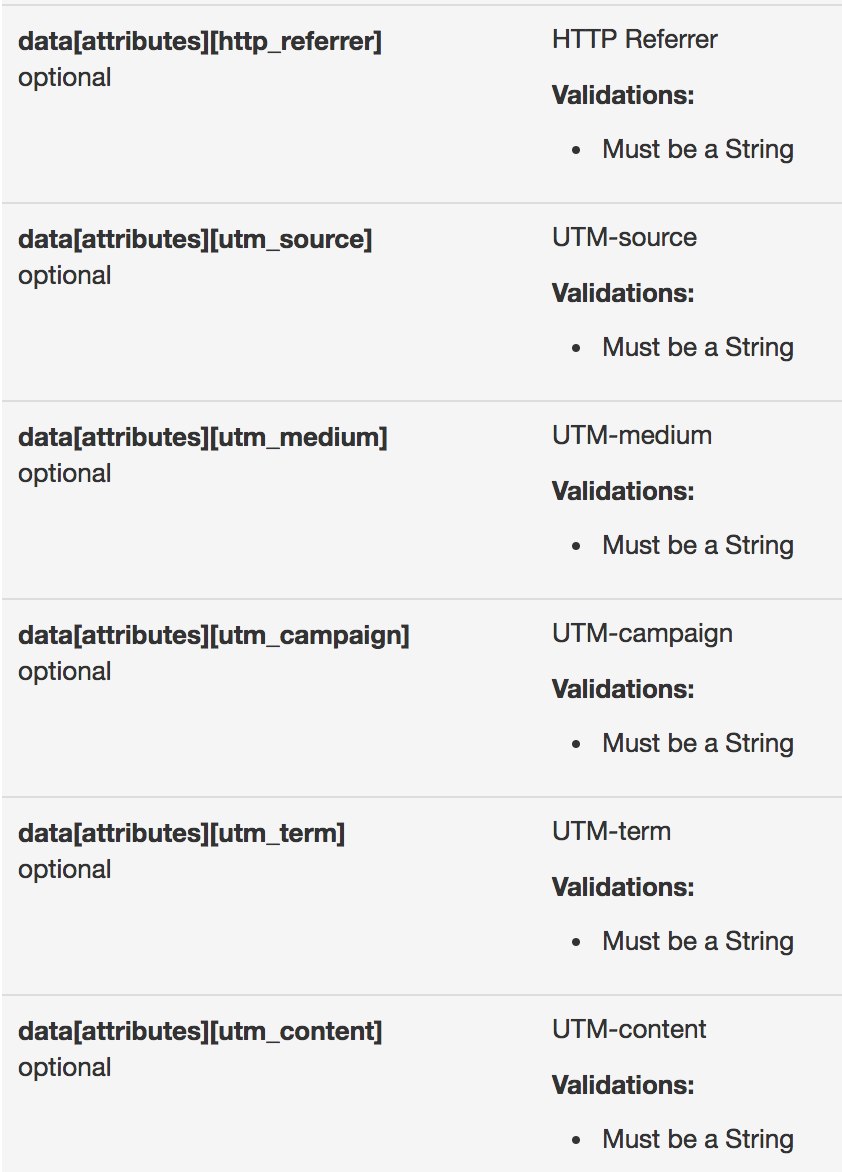 data[attributes][http_referrer]
optional
HTTP Referrer
Validations:
• Must be a String
data[attributes][utm_source]
optional
UTM-source
Validations:
• Must be a String
data[attributes][utm_medium]
optional
UTM-medium
Validations:
• Must be a String
data[attributes][utm_campaign]
optional
UTM-campaign
Validations:
• Must be a String
data[attributes][utm_term]
optional
UTM-term
Validations:
• Must be a String
data[attributes][utm_content]
optional
UTM-content
Validations:
• Must be a String